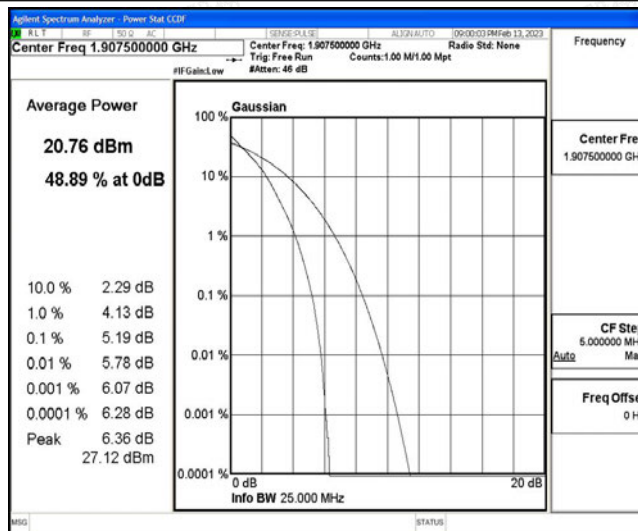 Agilent Spectrum Analyzer - Power Stat CCDF
R L T RF 50 Ω AC SENSE:PULSE ALIGN AUTO 09:00:03 PM Feb 13, 2023
Center Freq 1.907500000 GHz
Center Freq: 1.907500000 GHz Radio Std: None
Trig: Free Run Counts:1.00 M/1.00 Mpt
#IFGain:Low #Atten: 46 dB
Frequency
Average Power
20.76 dBm
48.89 % at 0dB
10.0 % 2.29 dB
1.0 % 4.13 dB
0.1 % 5.19 dB
0.01 % 5.78 dB
0.001 % 6.07 dB
0.0001 % 6.28 dB
Peak 6.36 dB
27.12 dBm
Gaussian
100 %
10 %
1 %
0.1 %
0.01 %
0.001 %
0.0001 %
0 dB 20 dB
Info BW 25.000 MHz
Center Fre
1.907500000 GH
CF Ste
5.000000 MH
Auto Ma
Freq Offse
0 H
MSG STATUS